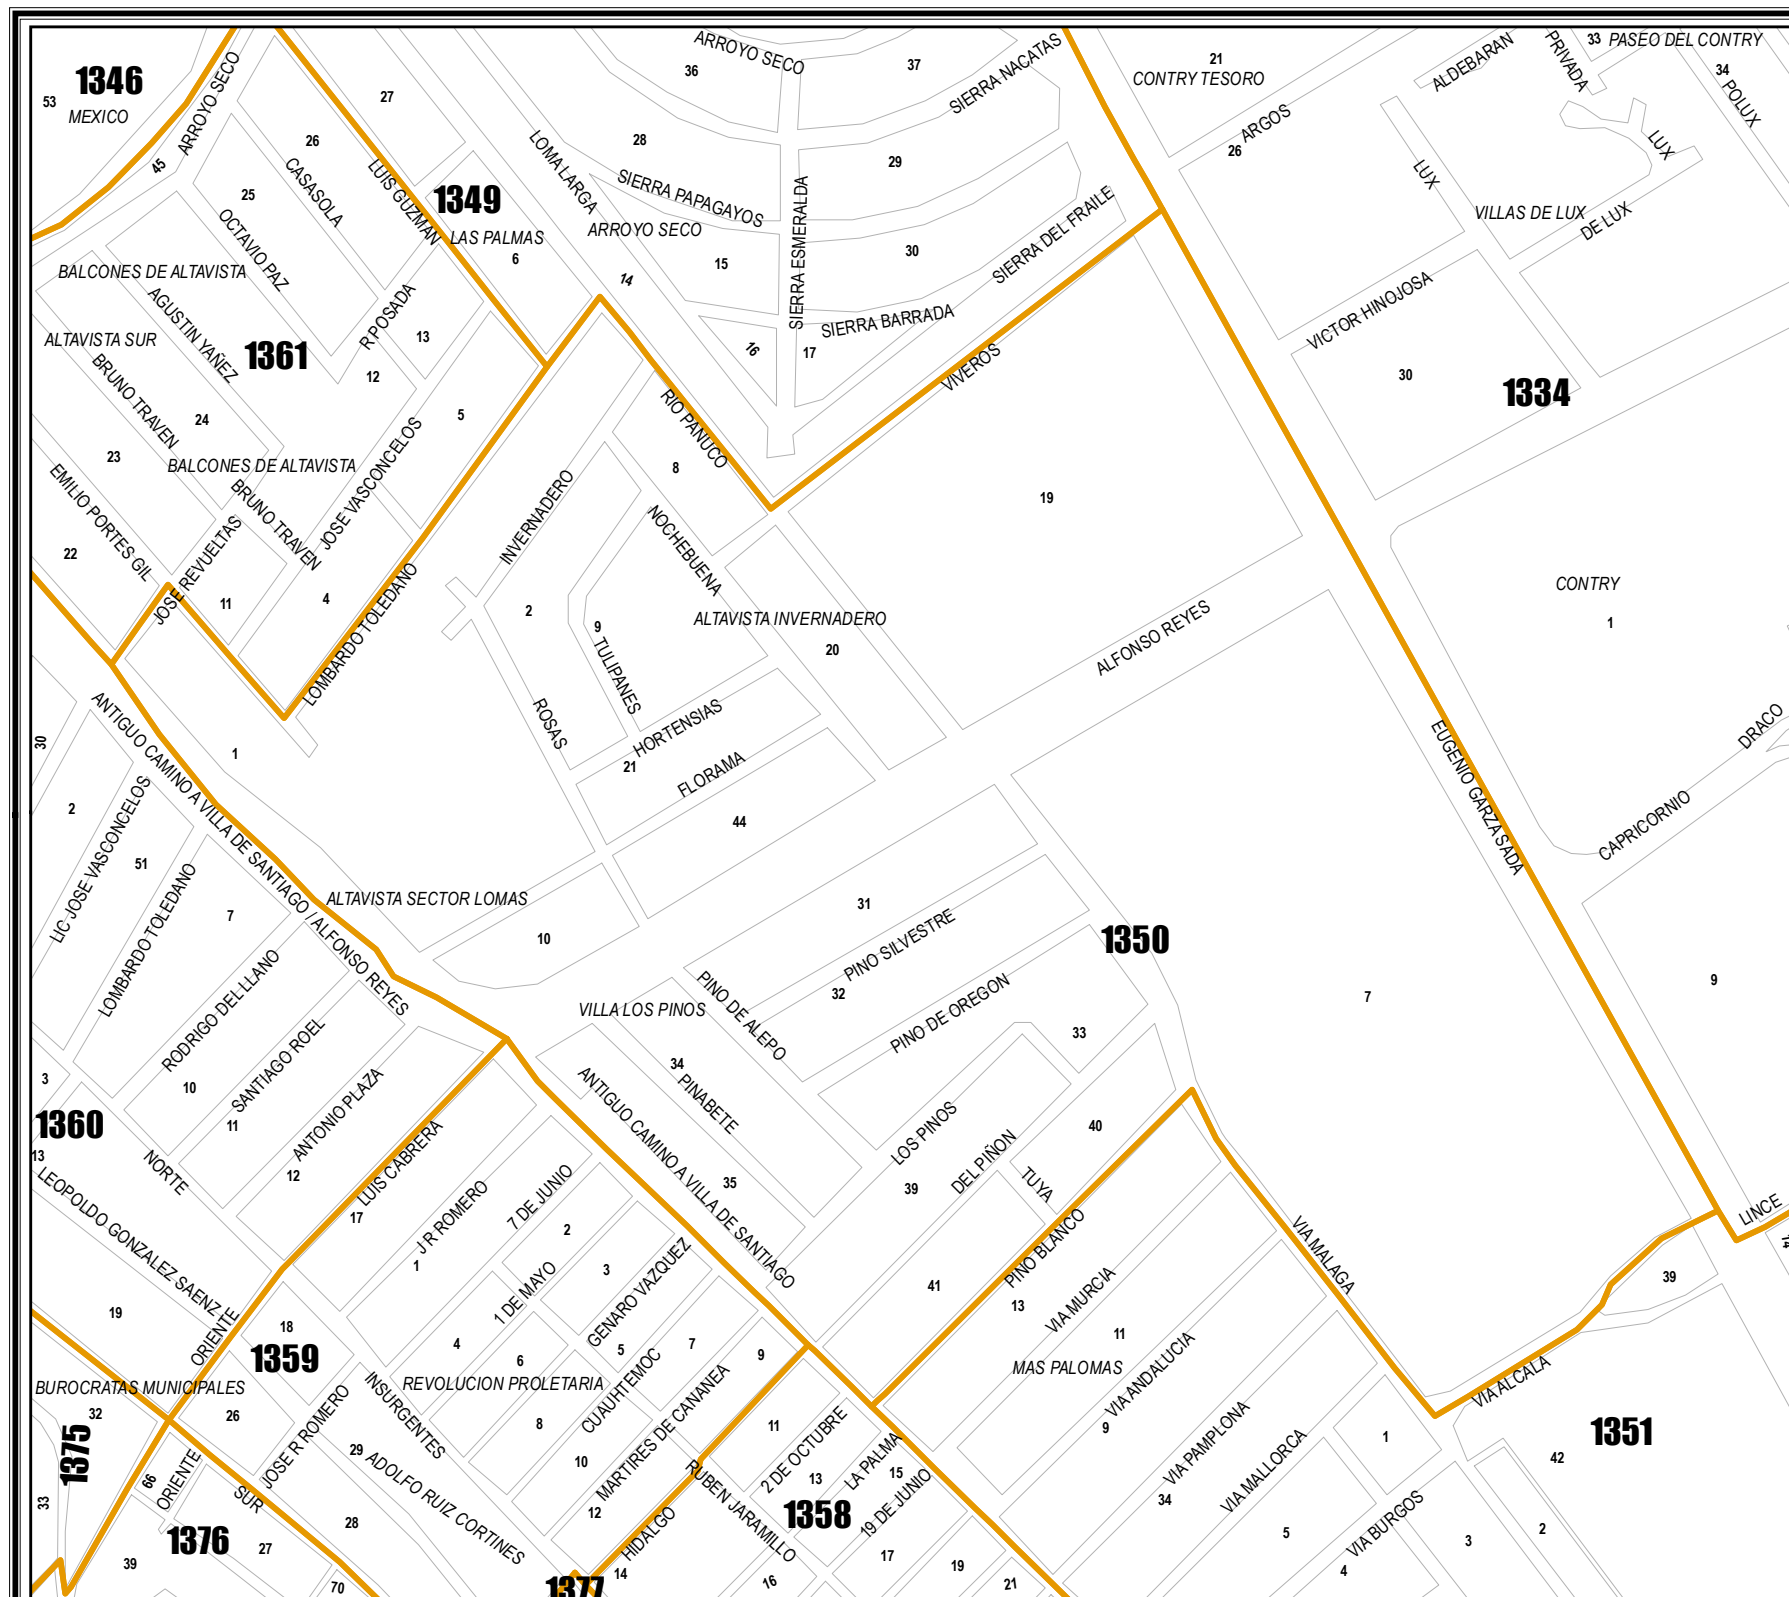 1346
53
MEXICO
ARROYO SECO
45
27
26
CASASOLA
25
OCTAVIO PAZ
LUIS GUZMAN
1349
LAS PALMAS
6
LOMA LARGA
36
ARROYO SECO
37
SIERRA NACATAS
28
29
SIERRA PAPAGAYOS
ARROYO SECO
15
SIERRA ESMERALDA
30
SIERRA DEL FRAILE
14
SIERRA BARRADA
16
17
VIVEROS
21
CONTRY TESORO
ALDEBARAN
PRIVADA
33
PASEO DEL CONTRY
34
POLUX
ARGOS
26
LUX
LUX
VILLAS DE LUX
DE LUX
VICTOR HINOJOSA
30
1334
BALCONES DE ALTAVISTA
AGUSTIN YAÑEZ
ALTAVISTA SUR
1361
R POSADA
13
12
BRUNO TRAVEN
24
23
5
BALCONES DE ALTAVISTA
JOSE VASCONCELOS
BRUNO TRAVEN
EMILIO PORTES GIL
22
JOSE REVUELTAS
11
4
LOMBARDO TOLEDANO
RIO PANUCO
8
INVERNADERO
NOCHEBUENA
19
2
9
TULIPANES
ALTAVISTA INVERNADERO
20
ALFONSO REYES
CONTRY
1
ROSAS
HORTENSIAS
21
FLORAMA
44
EUGENIO GARZA SADA
DRACO
CAPRICORNIO
9
30
1
ANTIGUO CAMINO A VILLA DE SANTIAGO / ALFONSO REYES
2
LIC JOSE VASCONCELOS
51
LOMBARDO TOLEDANO
7
ALTAVISTA SECTOR LOMAS
10
31
PINO SILVESTRE
32
1350
7
PINO DE ALEPO
PINO DE OREGON
33
VILLA LOS PINOS
34
PINABETE
RODRIGO DEL LLANO
10
SANTIAGO ROEL
11
ANTONIO PLAZA
12
3
1360
13
NORTE
LEOPOLDO GONZALEZ SAENZ
LUIS CABRERA
17
ANTIGUO CAMINO A VILLA DE SANTIAGO
35
LOS PINOS
39
DEL PIÑON
40
TUYA
PINO BLANCO
41
13
VIA MURCIA
11
VIA MALAGA
LINCE
39
J R ROMERO
1
7 DE JUNIO
2
3
1 DE MAYO
GENARO VAZQUEZ
19
ORIENTE
18
1359
4
6
5
7
9
CUAUHTEMOC
BUROCRATAS MUNICIPALES
REVOLUCION PROLETARIA
MAS PALOMAS
VIA ANDALUCIA
9
VIA ALCALA
1351
32
26
INSURGENTES
8
MARTIRES DE CANANEA
11
2 DE OCTUBRE
VIA PAMPLONA
34
VIA MALLORCA
1
42
1375
33
66
ORIENTE
JOSE R ROMERO
29
SUR
ADOLFO RUIZ CORTINES
10
12
RUBEN JARAMILLO
13
LA PALMA
15
1358
19 DE JUNIO
HIDALGO
5
VIA BURGOS
3
2
1376
39
27
28
70
1377
14
16
17
19
21
4